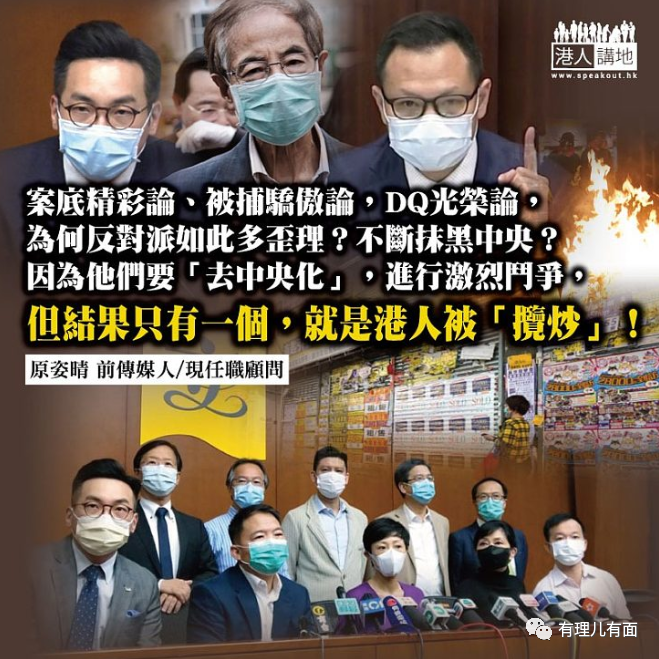 港人講地
www.speakout.hk
案底精彩論、被捕驕傲論，DQ光榮論，
為何反對派如此多歪理？不斷抹黑中央？
因為他們要「去中央化」，進行激烈鬥爭，
但結果只有一個，就是港人被「攬炒」！
原姿晴 前傳媒人/現任職顧問
有理儿有面